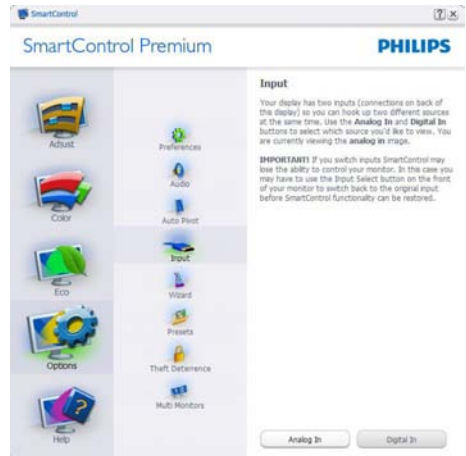 SmartControl
SmartControl Premium
PHILIPS
Adjust
Color
Eco
Options
Help
Preferences
Audio
Auto Pivot
Input
Wizard
Presets
Theft Deterrence
Multi Monitors
Input
Your display has two inputs (connections on back of
the display) so you can hook up two different sources
at the same time. Use the Analog In and Digital In
buttons to select which source you'd like to view. You
are currently viewing the analog in image.
IMPORTANT! If you switch inputs SmartControl may
lose the ability to control your monitor. In this case you
may have to use the Input Select button on the front
of your monitor to switch back to the original input
before SmartControl functionality can be restored.
Analog In
Digital In